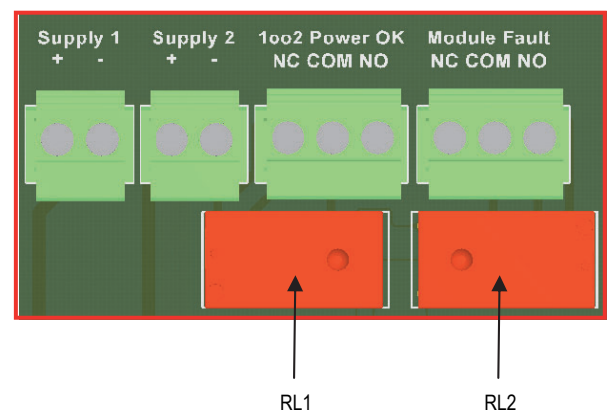 Supply 1 Supply 2 1oo2 Power OK Module Fault
+ - + - NC COM NO NC COM NO
RL1 RL2